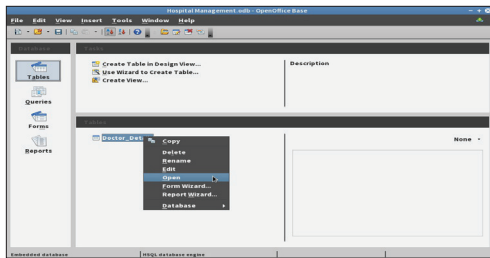 Hospital Management.odb - OpenOffice Base
File Edit View Insert Tools Window Help
Database
Tables
Queries
Forms
Reports
Tasks
Create Table in Design View...
Use Wizard to Create Table...
Create View...
Description
Tables
Doctor_Det
Copy
Delete
Rename
Edit
Open
Form Wizard...
Report Wizard...
Database
None
Embedded database
HSQL database engine